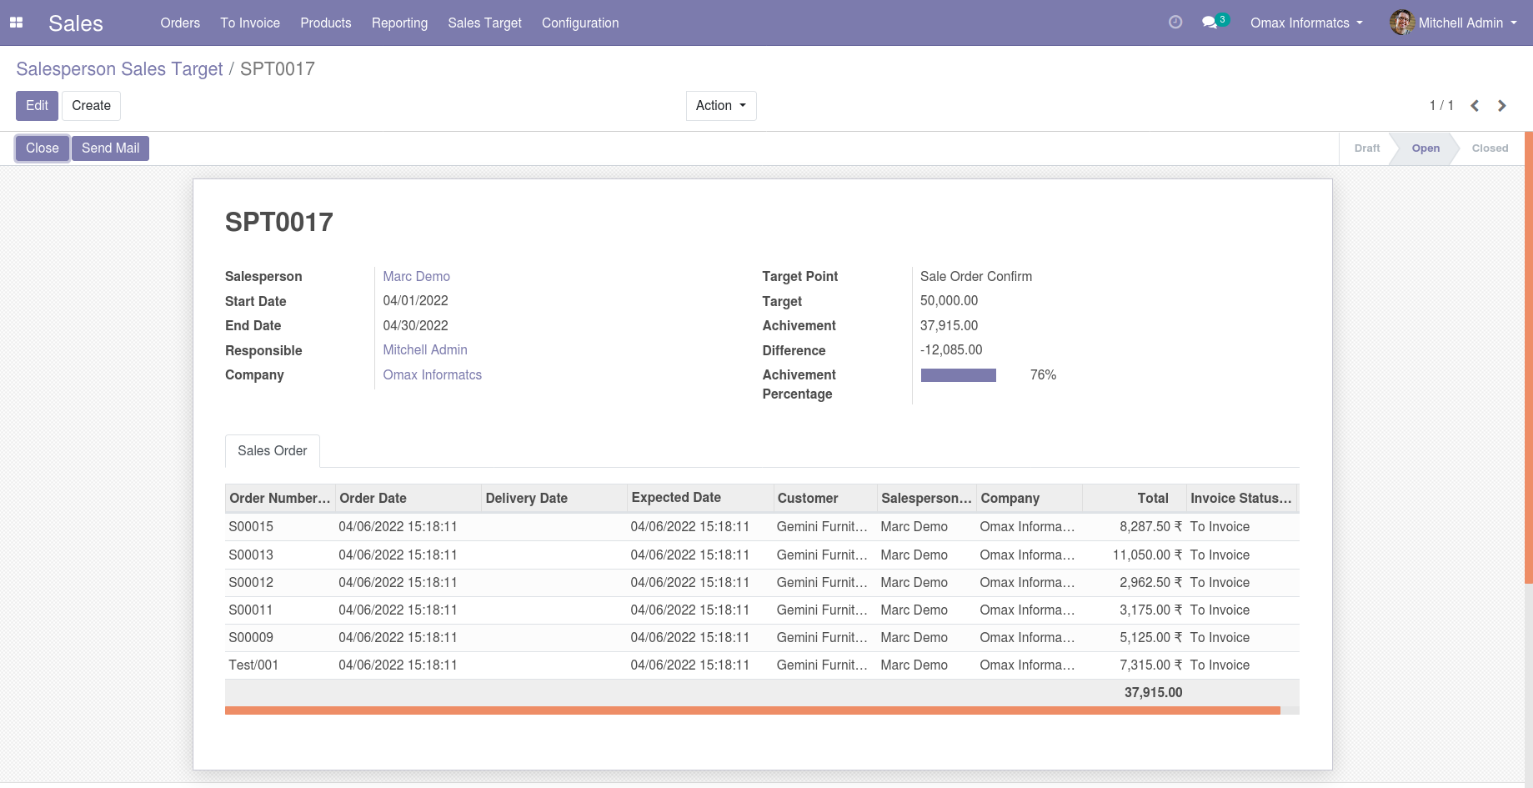 Sales Orders To Invoice Products Reporting Sales Target Configuration 3 Omax Informatcs Mitchell Admin
Salesperson Sales Target / SPT0017
Edit Create Action 1 / 1
Close Send Mail Draft Open Closed
SPT0017
Salesperson Marc Demo
Start Date 04/01/2022
End Date 04/30/2022
Responsible Mitchell Admin
Company Omax Informatcs
Target Point Sale Order Confirm
Target 50,000.00
Achivement 37,915.00
Difference -12,085.00
Achivement 76%
Percentage
Sales Order
Order Number... Order Date Delivery Date Expected Date Customer Salesperson... Company Total Invoice Status...
S00015 04/06/2022 15:18:11 04/06/2022 15:18:11 Gemini Furnit... Marc Demo Omax Informa... 8,287.50 ₹ To Invoice
S00013 04/06/2022 15:18:11 04/06/2022 15:18:11 Gemini Furnit... Marc Demo Omax Informa... 11,050.00 ₹ To Invoice
S00012 04/06/2022 15:18:11 04/06/2022 15:18:11 Gemini Furnit... Marc Demo Omax Informa... 2,962.50 ₹ To Invoice
S00011 04/06/2022 15:18:11 04/06/2022 15:18:11 Gemini Furnit... Marc Demo Omax Informa... 3,175.00 ₹ To Invoice
S00009 04/06/2022 15:18:11 04/06/2022 15:18:11 Gemini Furnit... Marc Demo Omax Informa... 5,125.00 ₹ To Invoice
Test/001 04/06/2022 15:18:11 04/06/2022 15:18:11 Gemini Furnit... Marc Demo Omax Informa... 7,315.00 ₹ To Invoice
37,915.00